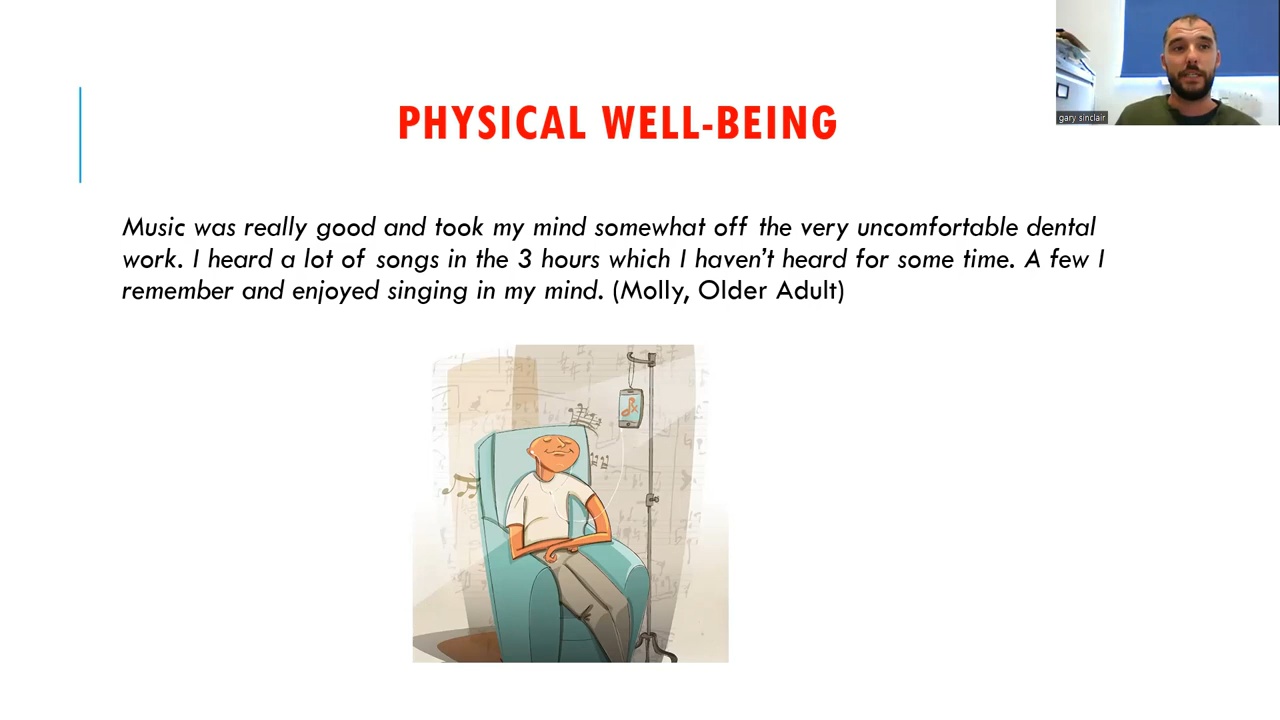 PHYSICAL WELL-BEING
gary sinclair
Music was really good and took my mind somewhat off the very uncomfortable dental
work. I heard a lot of songs in the 3 hours which I haven't heard for some time. A few I
remember and enjoyed singing in my mind. (Molly, Older Adult)